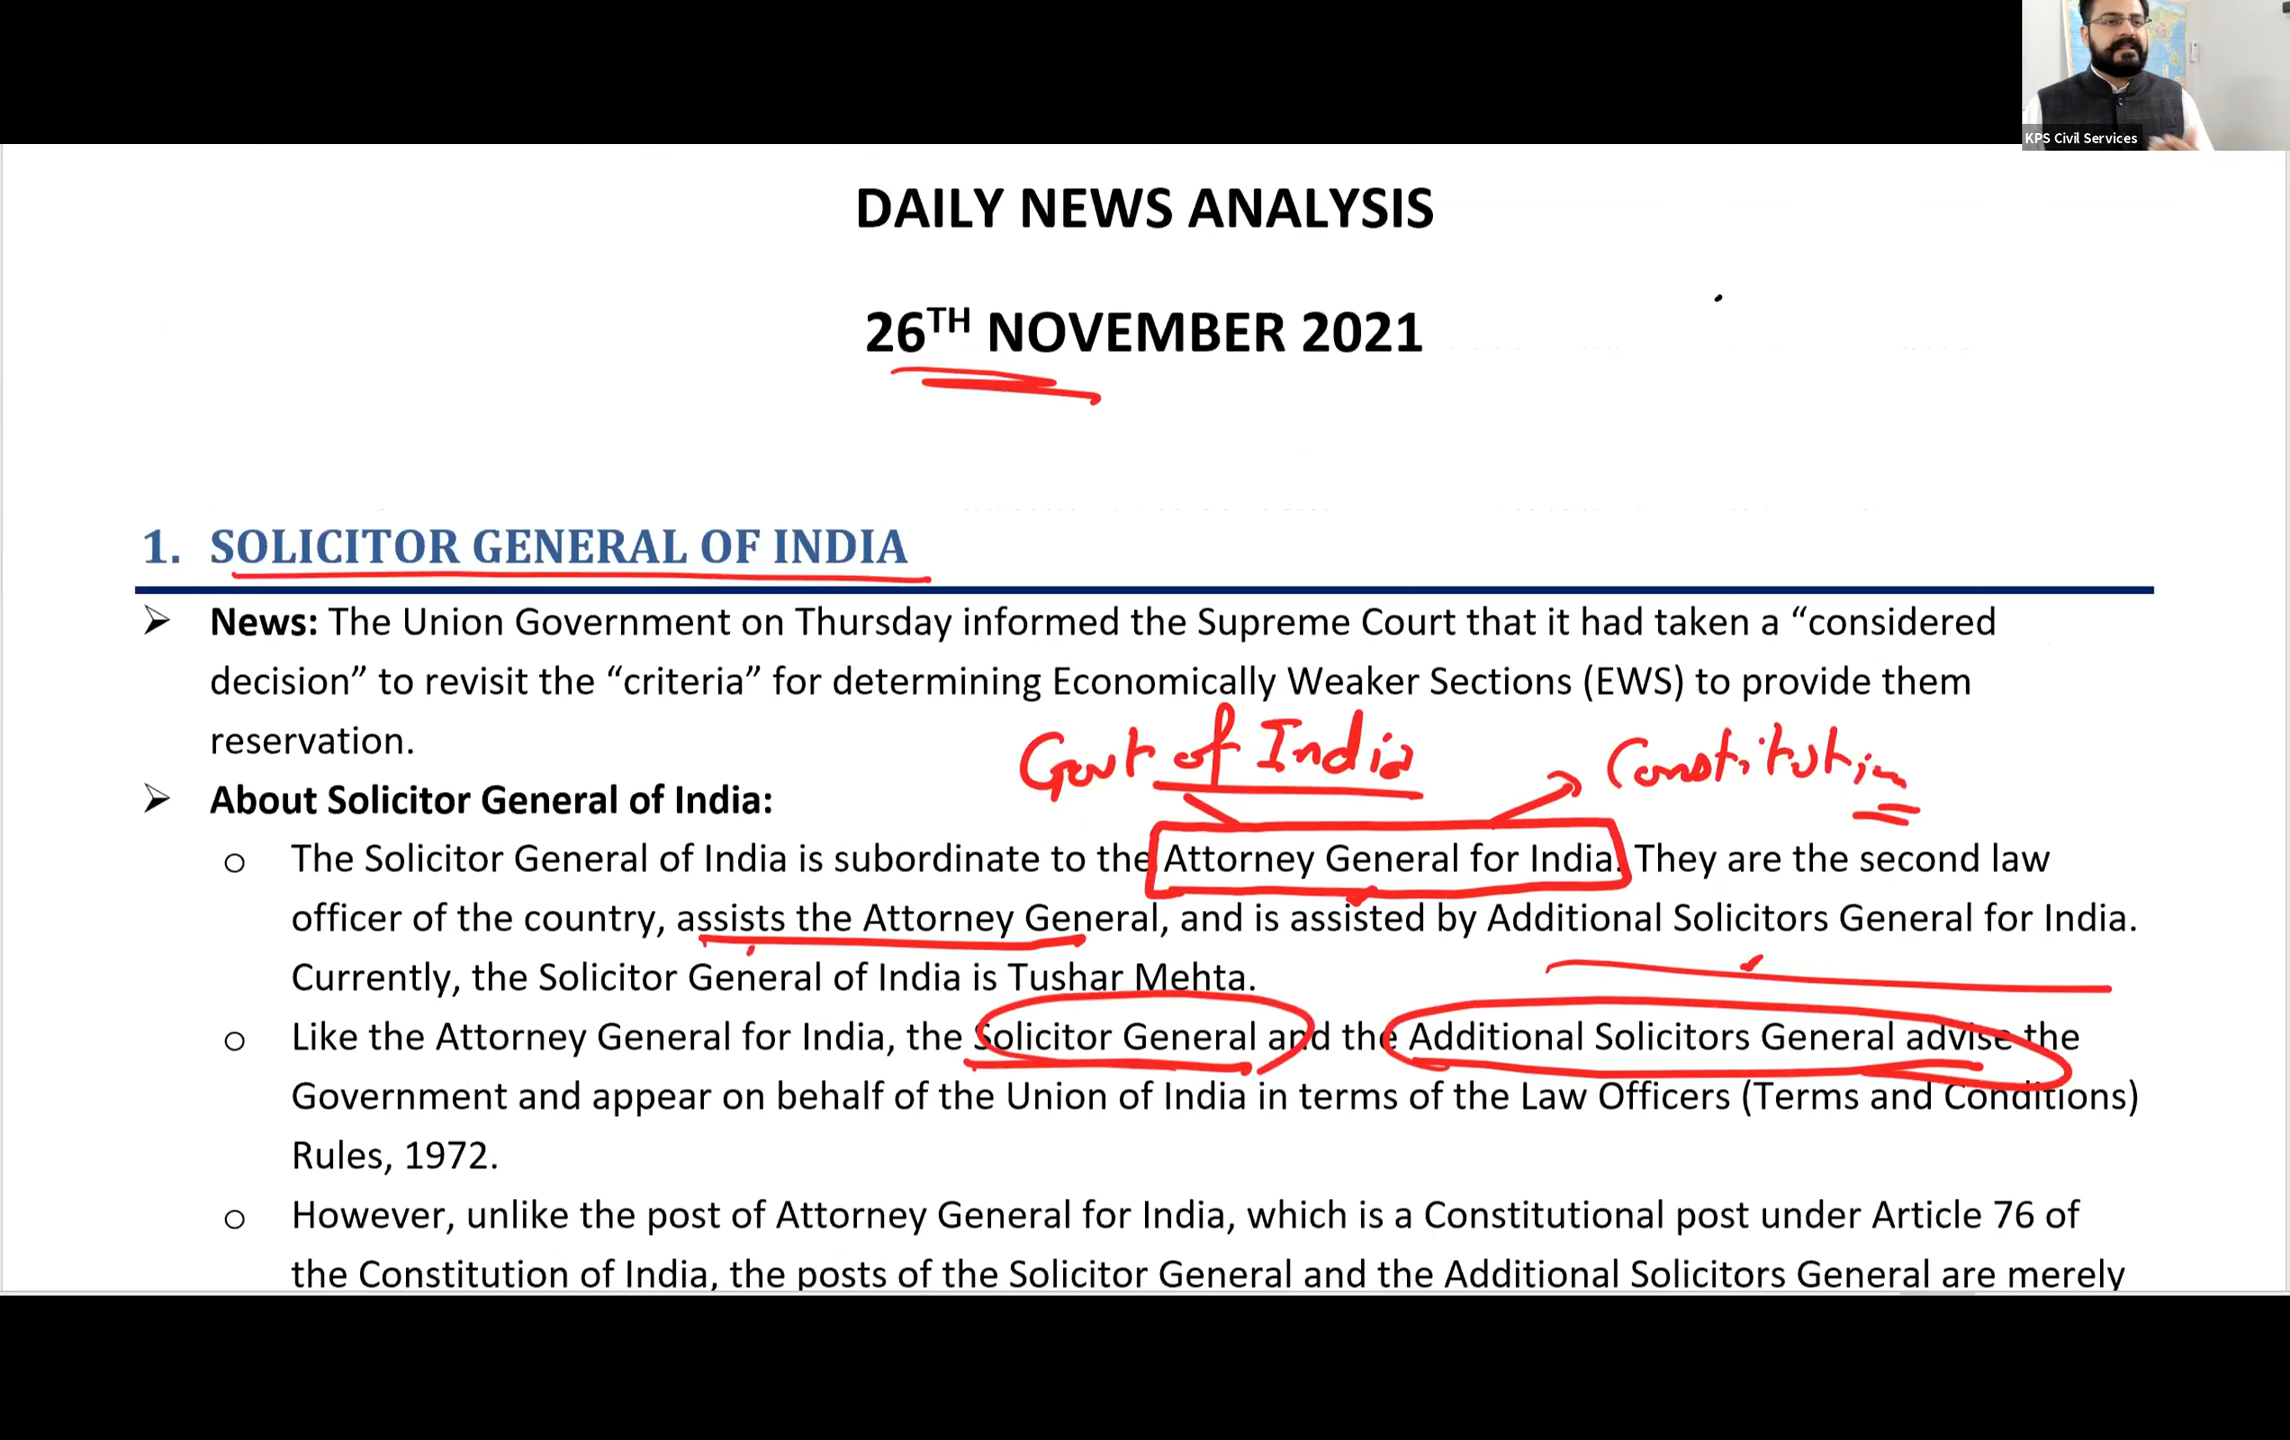 KPS Civil Services
DAILY NEWS ANALYSIS
26TH NOVEMBER 2021
1. SOLICITOR GENERAL OF INDIA
➢ News: The Union Government on Thursday informed the Supreme Court that it had taken a “considered
decision” to revisit the “criteria” for determining Economically Weaker Sections (EWS) to provide them
reservation.
Govt of India
Constitution
➢ About Solicitor General of India:
o The Solicitor General of India is subordinate to the Attorney General for India. They are the second law
officer of the country, assists the Attorney General, and is assisted by Additional Solicitors General for India.
Currently, the Solicitor General of India is Tushar Mehta.
o Like the Attorney General for India, the Solicitor General and the Additional Solicitors General advise the
Government and appear on behalf of the Union of India in terms of the Law Officers (Terms and Conditions)
Rules, 1972.
o However, unlike the post of Attorney General for India, which is a Constitutional post under Article 76 of
the Constitution of India, the posts of the Solicitor General and the Additional Solicitors General are merely